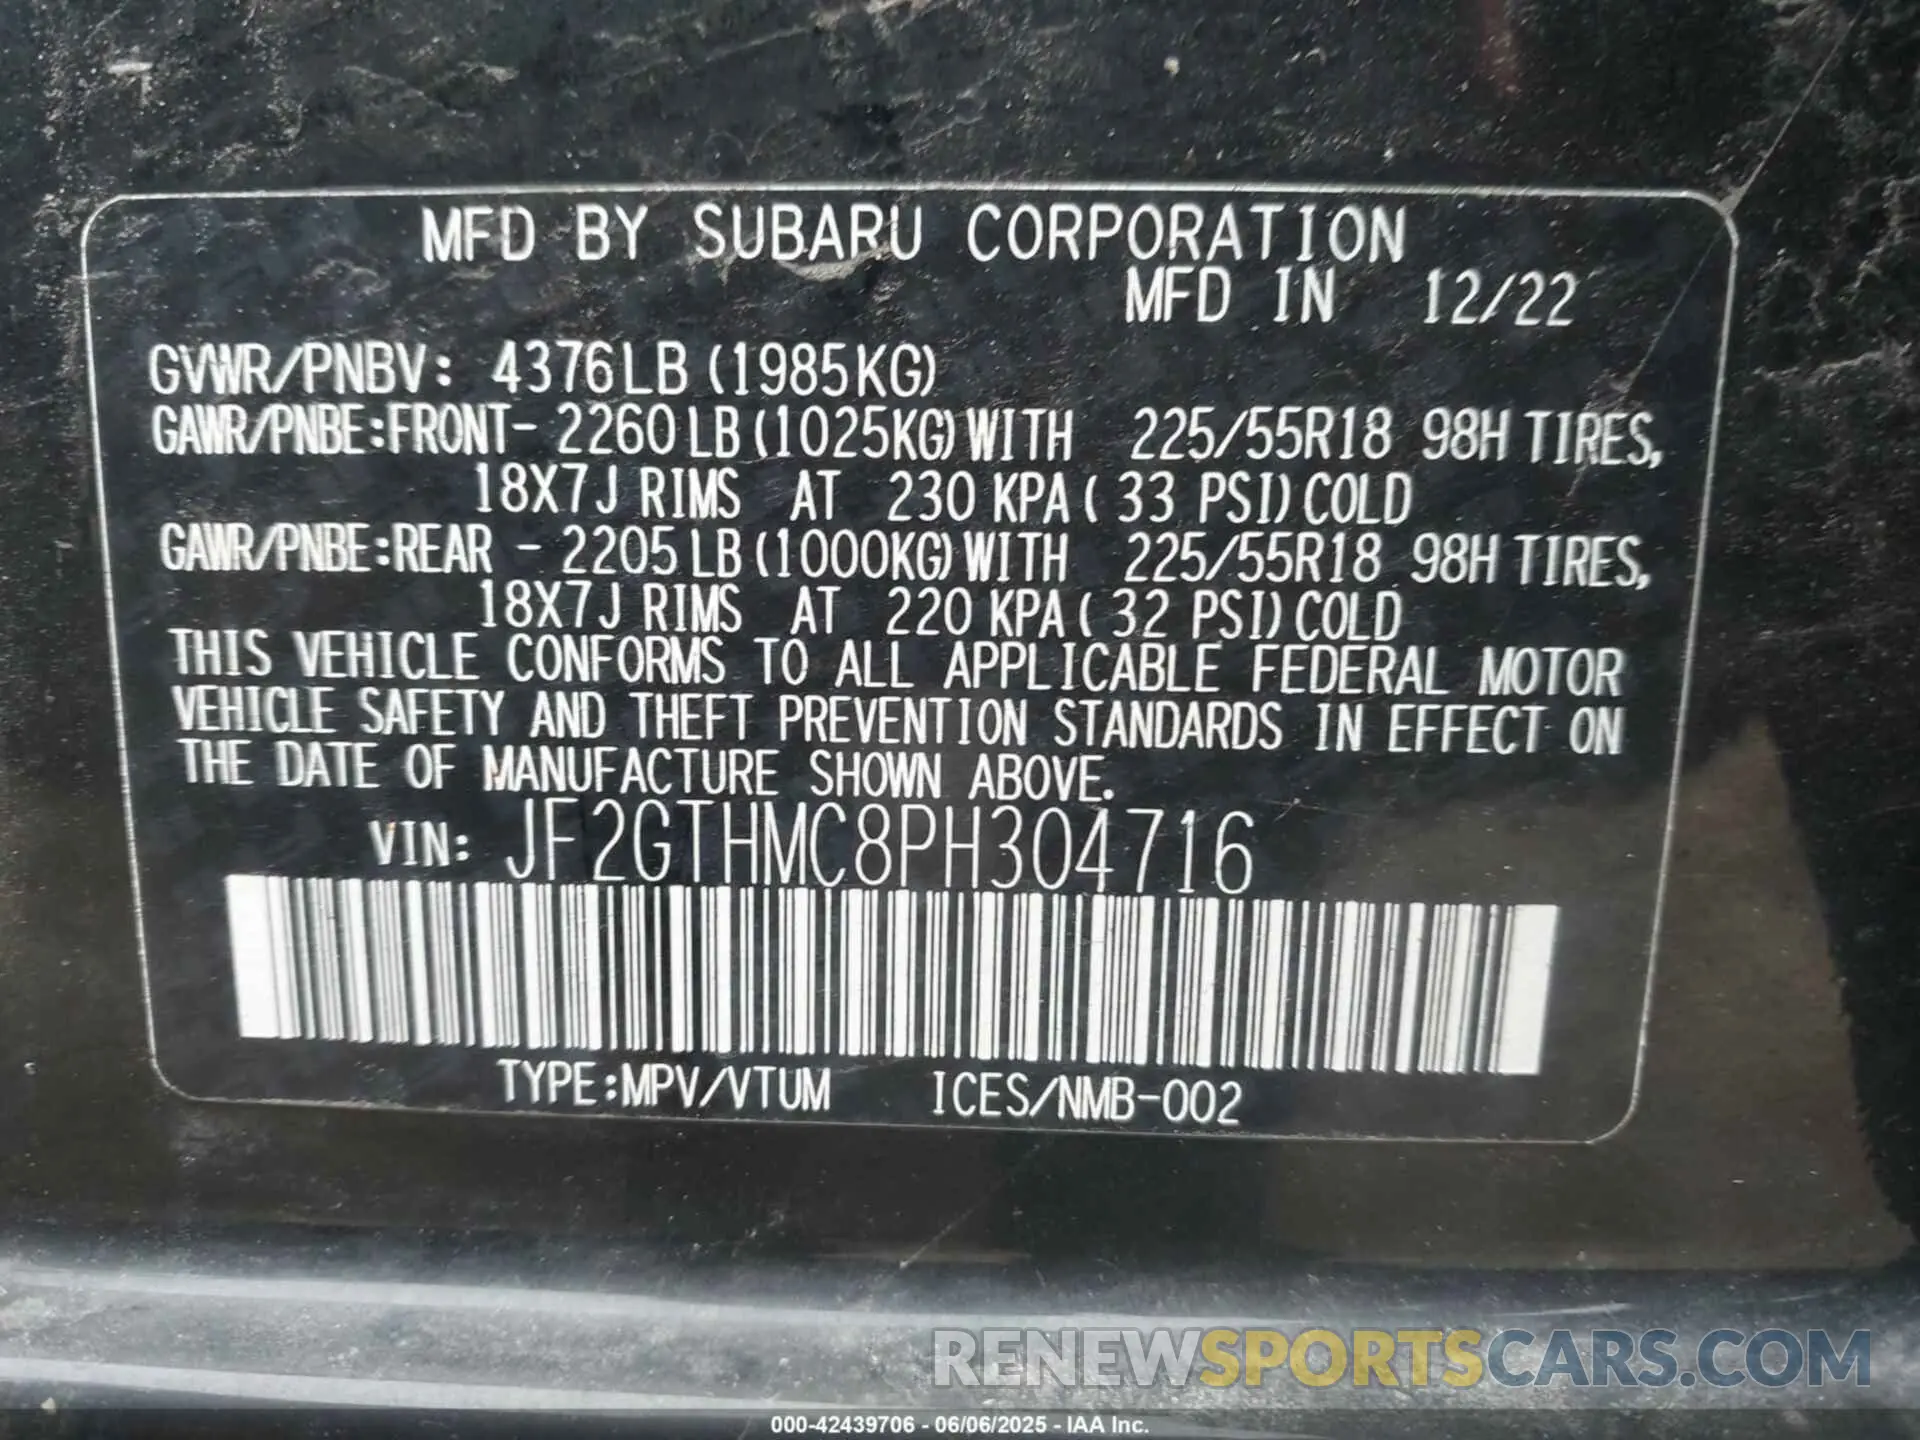 MFD BY SUBARU CORPORATION
MFD IN 12/22
GVWR/PNBV: 4376LB (1985KG)
GAWR/PNBE:FRONT- 2260 LB (1025KG) WITH 225/55R18 98H TIRES,
18X7J RIMS AT 230 KPA ( 33 PSI) COLD
GAWR/PNBE:REAR - 2205 LB (1000KG) WITH 225/55R18 98H TIRES,
18X7J RIMS AT 220 KPA ( 32 PSI) COLD
THIS VEHICLE CONFORMS TO ALL APPLICABLE FEDERAL MOTOR
VEHICLE SAFETY AND THEFT PREVENTION STANDARDS IN EFFECT ON
THE DATE OF MANUFACTURE SHOWN ABOVE.
VIN: JF2GTHMC8PH304716
TYPE:MPV/VTUM ICES/NMB-002
RENEWSPORTSCARS.COM
000-42439706 - 06/06/2025 - IAA Inc.